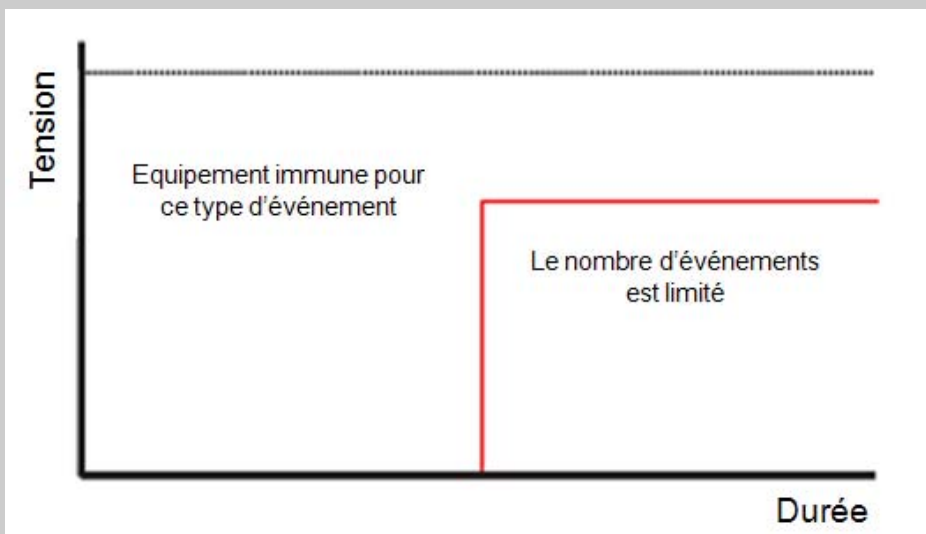 Tension
Equipement immune pour
ce type d'événement
Le nombre d'événements
est limité
Durée